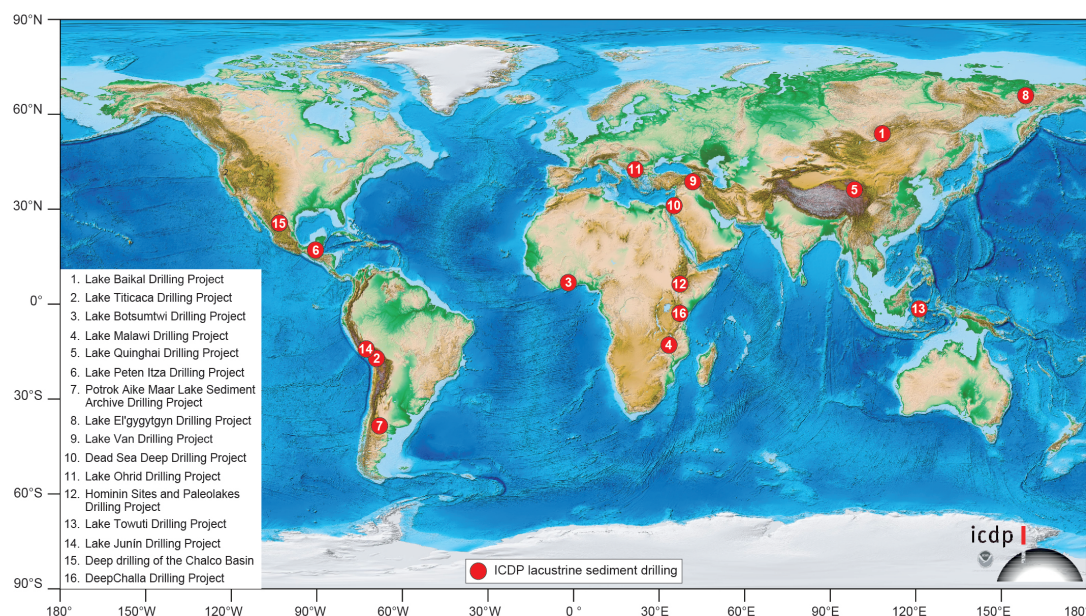 90°N
60°N
30°N
0°
30°S
60°S
90°S
8
1
11
9
5
10
15
6
3
12
16
13
14
2
4
7
1. Lake Baikal Drilling Project
2. Lake Titicaca Drilling Project
3. Lake Botsumtwi Drilling Project
4. Lake Malawi Drilling Project
5. Lake Quinghai Drilling Project
6. Lake Peten Itza Drilling Project
7. Potrok Aike Maar Lake Sediment
Archive Drilling Project
8. Lake El'gygytgyn Drilling Project
9. Lake Van Drilling Project
10. Dead Sea Deep Drilling Project
11. Lake Ohrid Drilling Project
12. Hominin Sites and Paleolakes
Drilling Project
13. Lake Towuti Drilling Project
14. Lake Junín Drilling Project
15. Deep drilling of the Chalco Basin
16. DeepChalla Drilling Project
ICDP lacustrine sediment drilling
icdp
180° 120° 90°W 60°W 30°W 0° 30°E 60°E 90°E 120°E 150°E 180°